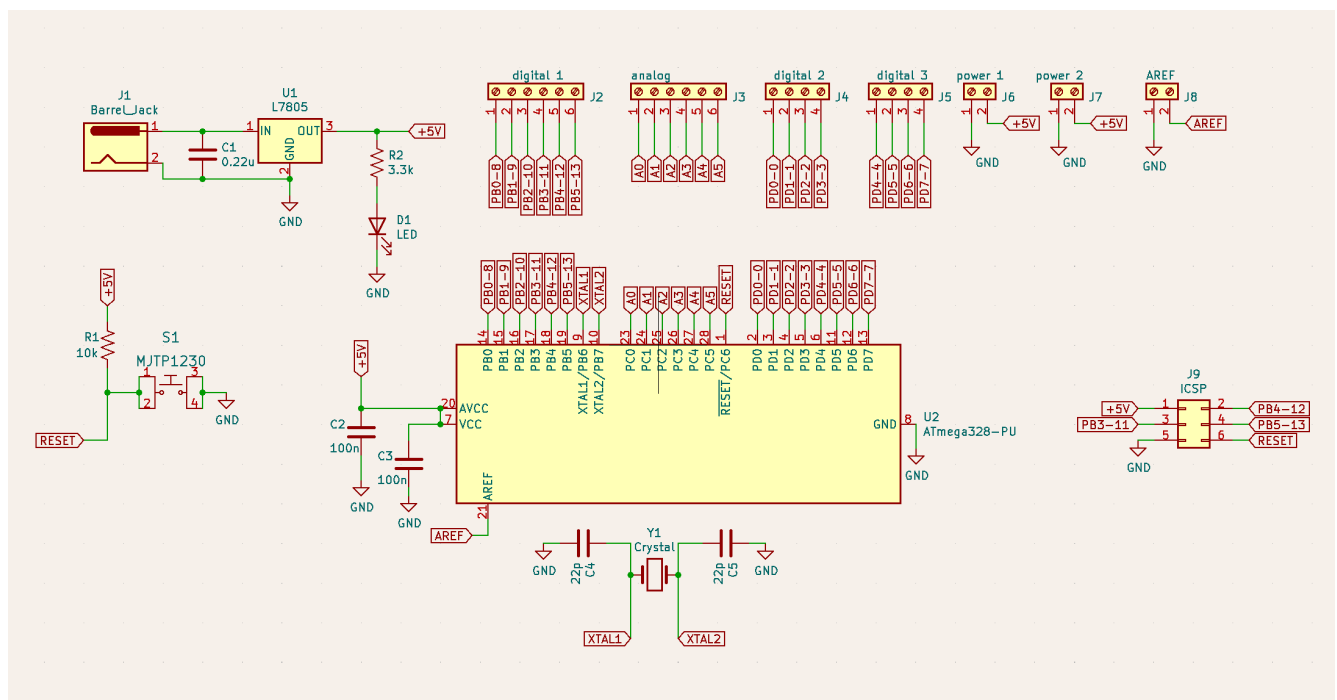 J1
Barrel_Jack
1
2
C1
0.22u
U1
L7805
1
IN
OUT
3
GND
2
GND
+5V
R2
3.3k
D1
LED
GND
digital 1
J2
1 2 3 4 5 6
PB0-8
PB1-9
PB2-10
PB3-11
PB4-12
PB5-13
analog
J3
1 2 3 4 5 6
A0
A1
A2
A3
A4
A5
digital 2
J4
1 2 3 4
PD0-0
PD1-1
PD2-2
PD3-3
digital 3
J5
1 2 3 4
PD4-4
PD5-5
PD6-6
PD7-7
power 1
J6
1 2
+5V
GND
power 2
J7
1 2
+5V
GND
AREF
J8
1 2
AREF
GND
+5V
R1
10k
S1
MJTP1230
1
3
2
4
GND
RESET
PB0-8
PB1-9
PB2-10
PB3-11
PB4-12
PB5-13
XTAL1
XTAL2
A0
A1
A2
A3
A4
A5
RESET
PD0-0
PD1-1
PD2-2
PD3-3
PD4-4
PD5-5
PD6-6
PD7-7
14 15 16 17 18 19 9 10
23 24 25 26 27 28 1
2 3 4 5 6 11 12 13
PB0
PB1
PB2
PB3
PB4
PB5
XTAL1/PB6
XTAL2/PB7
PC0
PC1
PC2
PC3
PC4
PC5
RESET/PC6
PD0
PD1
PD2
PD3
PD4
PD5
PD6
PD7
+5V
20
AVCC
7
VCC
C2
100n
GND
C3
100n
GND
AREF
21
AREF
GND
8
GND
U2
ATmega328-PU
J9
ICSP
+5V
1
2
PB4-12
PB3-11
3
4
PB5-13
5
6
RESET
GND
GND
22p
C4
Y1
Crystal
22p
C5
GND
XTAL1
XTAL2